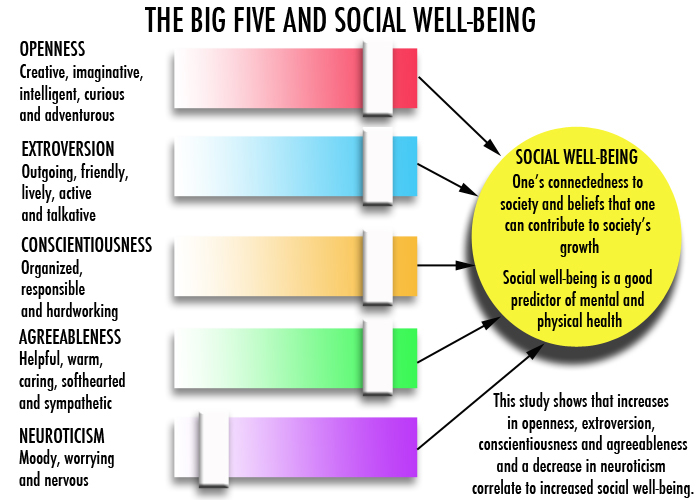 THE BIG FIVE AND SOCIAL WELL-BEING
OPENNESS
Creative, imaginative,
intelligent, curious
and adventurous
EXTROVERSION
Outgoing, friendly,
lively, active
and talkative
CONSCIENTIOUSNESS
Organized,
responsible
and hardworking
AGREEABLENESS
Helpful, warm,
caring, softhearted
and sympathetic
NEUROTICISM
Moody, worrying
and nervous
SOCIAL WELL-BEING
One's connectedness to
society and beliefs that one
can contribute to society's
growth
Social well-being is a good
predictor of mental and
physical health
This study shows that increases
in openness, extroversion,
conscientiousness and agreeableness
and a decrease in neuroticism
correlate to increased social well-being.